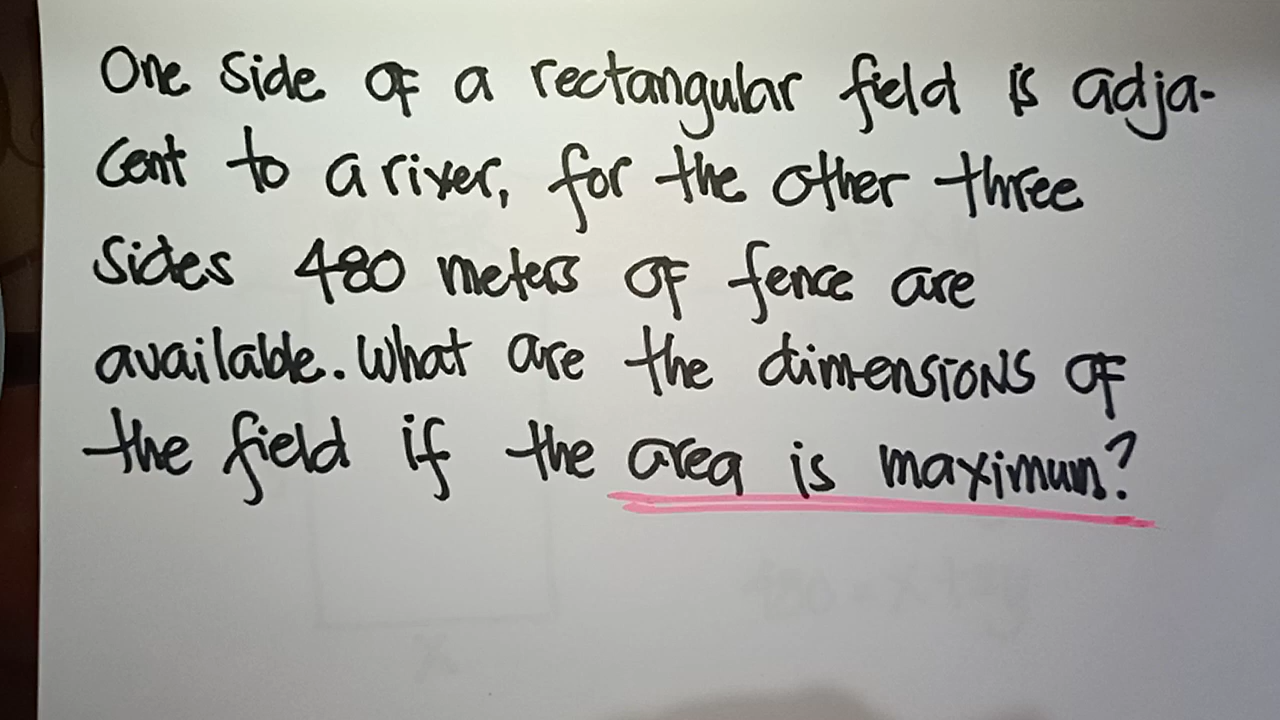 One side of a rectangular field is adja-
cent to a river, for the other three
sides 480 meters of fence are
available. What are the dimensions of
the field if the area is maximum?